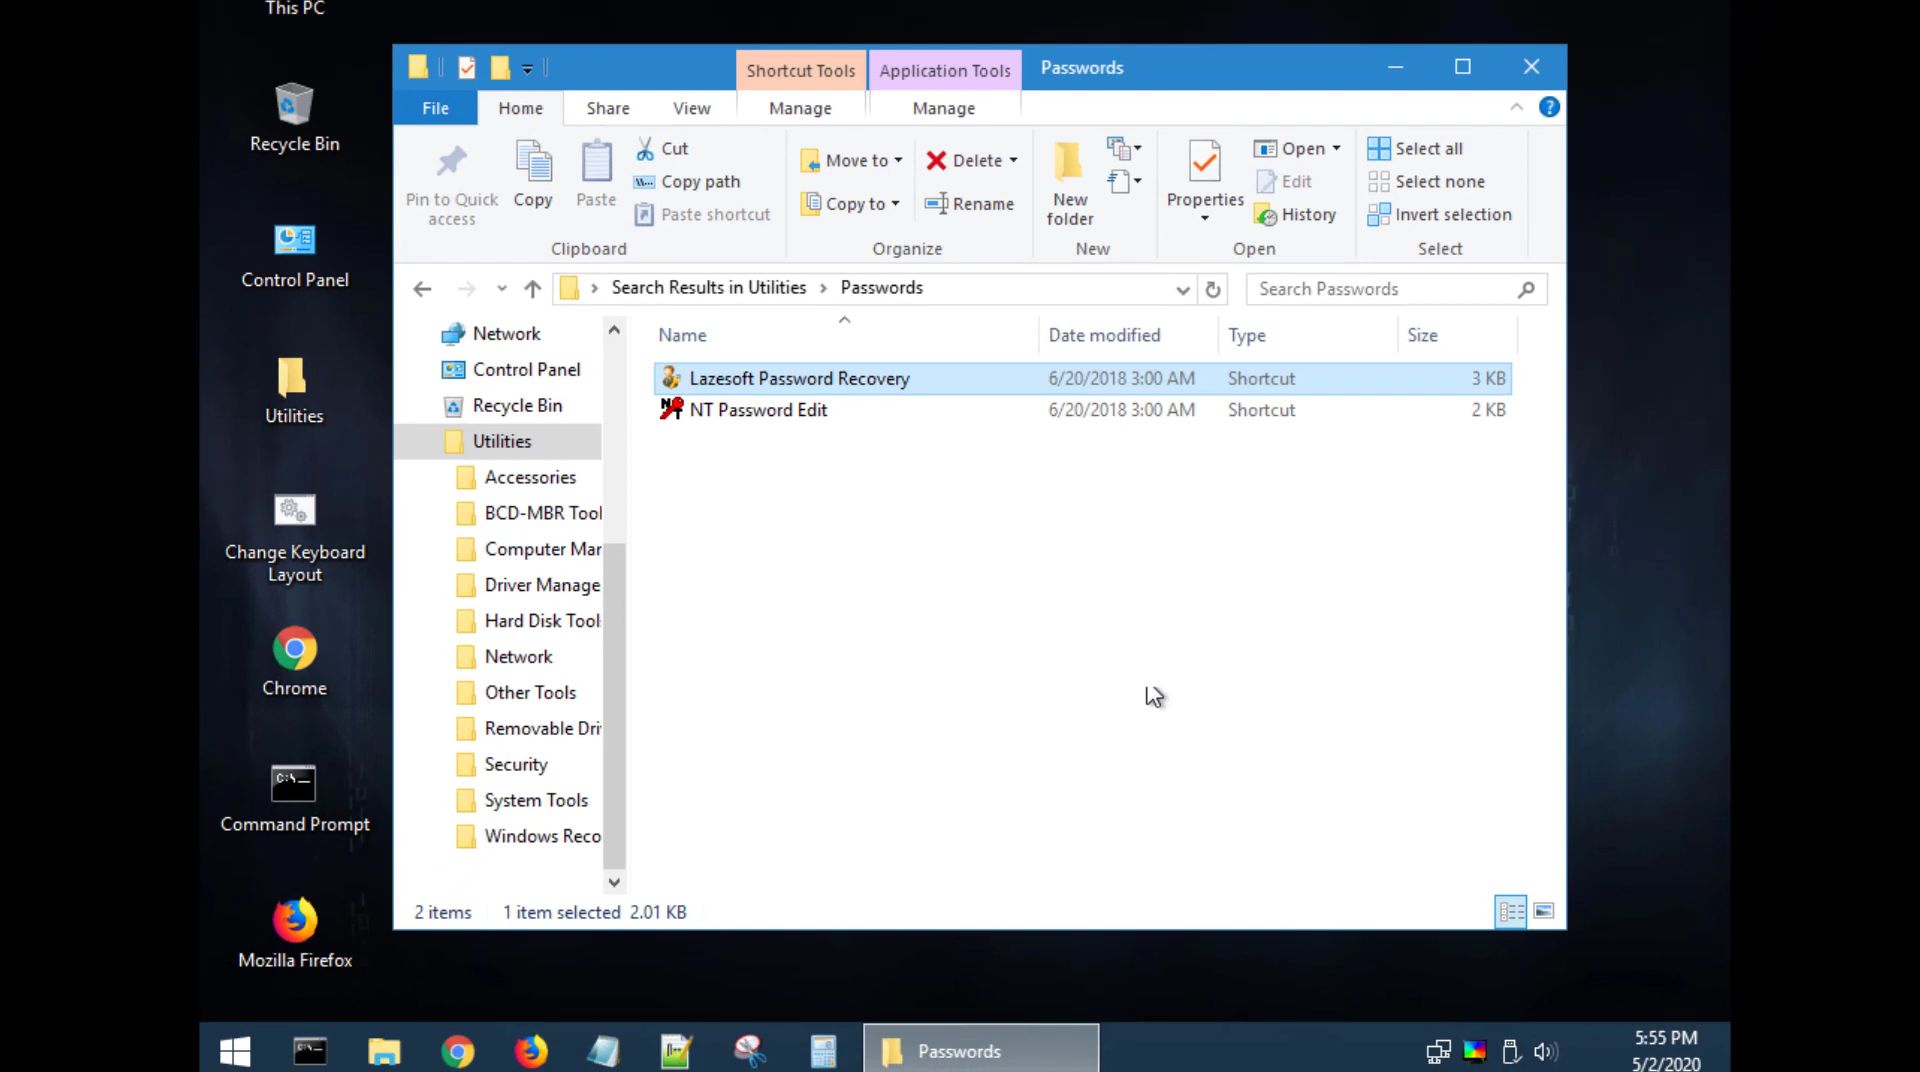 This PC
Recycle Bin
Control Panel
Utilities
Change Keyboard
Layout
Chrome
Command Prompt
Mozilla Firefox
Shortcut Tools
Application Tools
Passwords
File
Home
Share
View
Manage
Manage
Pin to Quick
access
Copy
Paste
Cut
Copy path
Paste shortcut
Clipboard
Move to
Copy to
Delete
Rename
Organize
New
folder
New
Properties
Open
Edit
History
Open
Select all
Select none
Invert selection
Select
Search Results in Utilities
Passwords
Search Passwords
Network
Control Panel
Recycle Bin
Utilities
Accessories
BCD-MBR Tool
Computer Mar
Driver Manage
Hard Disk Tool
Network
Other Tools
Removable Dri
Security
System Tools
Windows Reco
Name Date modified Type Size
Lazesoft Password Recovery 6/20/2018 3:00 AM Shortcut 3 KB
NT Password Edit 6/20/2018 3:00 AM Shortcut 2 KB
2 items 1 item selected 2.01 KB
Passwords
5:55 PM
5/2/2020